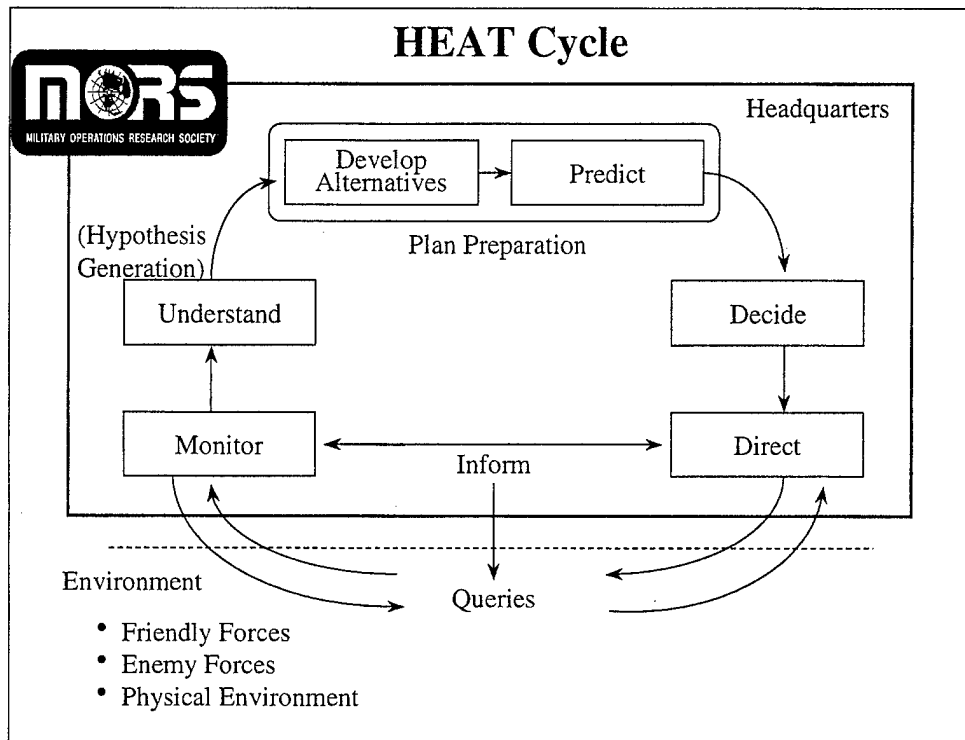 HEAT Cycle
MORS
MILITARY OPERATIONS RESEARCH SOCIETY
Headquarters
Develop
Alternatives
Predict
Plan Preparation
(Hypothesis
Generation)
Understand
Decide
Monitor
Direct
Inform
Environment
Queries
• Friendly Forces
• Enemy Forces
• Physical Environment